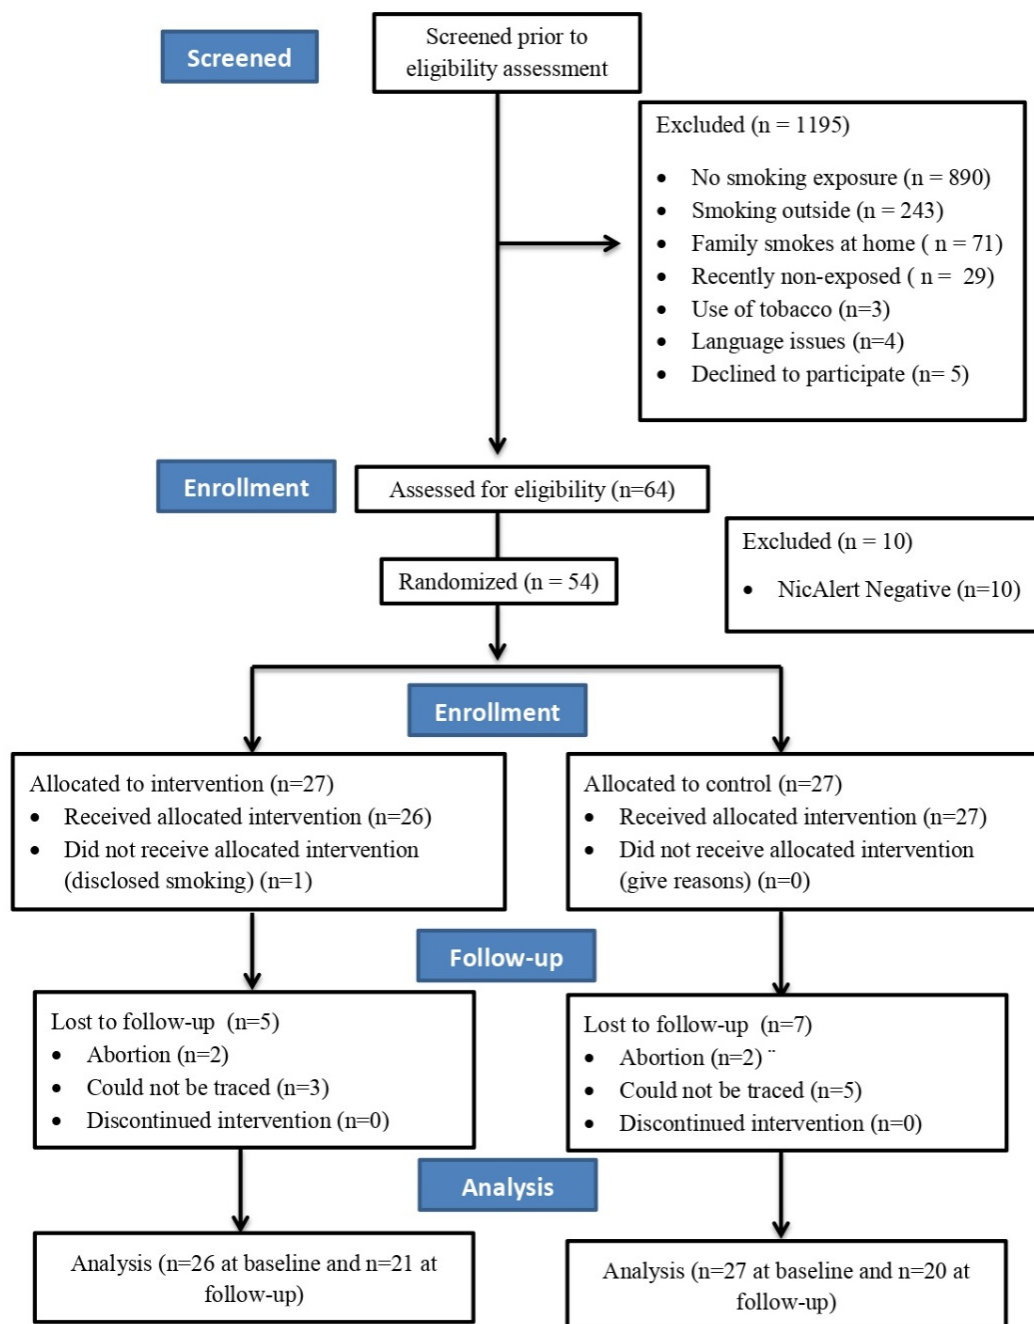 Screened
Screened prior to
eligibility assessment
Excluded (n = 1195)
• No smoking exposure (n = 890)
• Smoking outside (n = 243)
• Family smokes at home ( n = 71)
• Recently non-exposed ( n =  29)
• Use of tobacco (n=3)
• Language issues (n=4)
• Declined to participate (n= 5)
Enrollment
Assessed for eligibility (n=64)
Excluded (n = 10)
• NicAlert Negative (n=10)
Randomized (n = 54)
Enrollment
Allocated to intervention (n=27)
• Received allocated intervention (n=26)
• Did not receive allocated intervention
(disclosed smoking) (n=1)
Allocated to control (n=27)
• Received allocated intervention (n=27)
• Did not receive allocated intervention
(give reasons) (n=0)
Follow-up
Lost to follow-up  (n=5)
• Abortion (n=2)
• Could not be traced (n=3)
• Discontinued intervention (n=0)
Lost to follow-up  (n=7)
• Abortion (n=2) ¨
• Could not be traced (n=5)
• Discontinued intervention (n=0)
Analysis
Analysis (n=26 at baseline and n=21 at
follow-up)
Analysis (n=27 at baseline and n=20 at
follow-up)